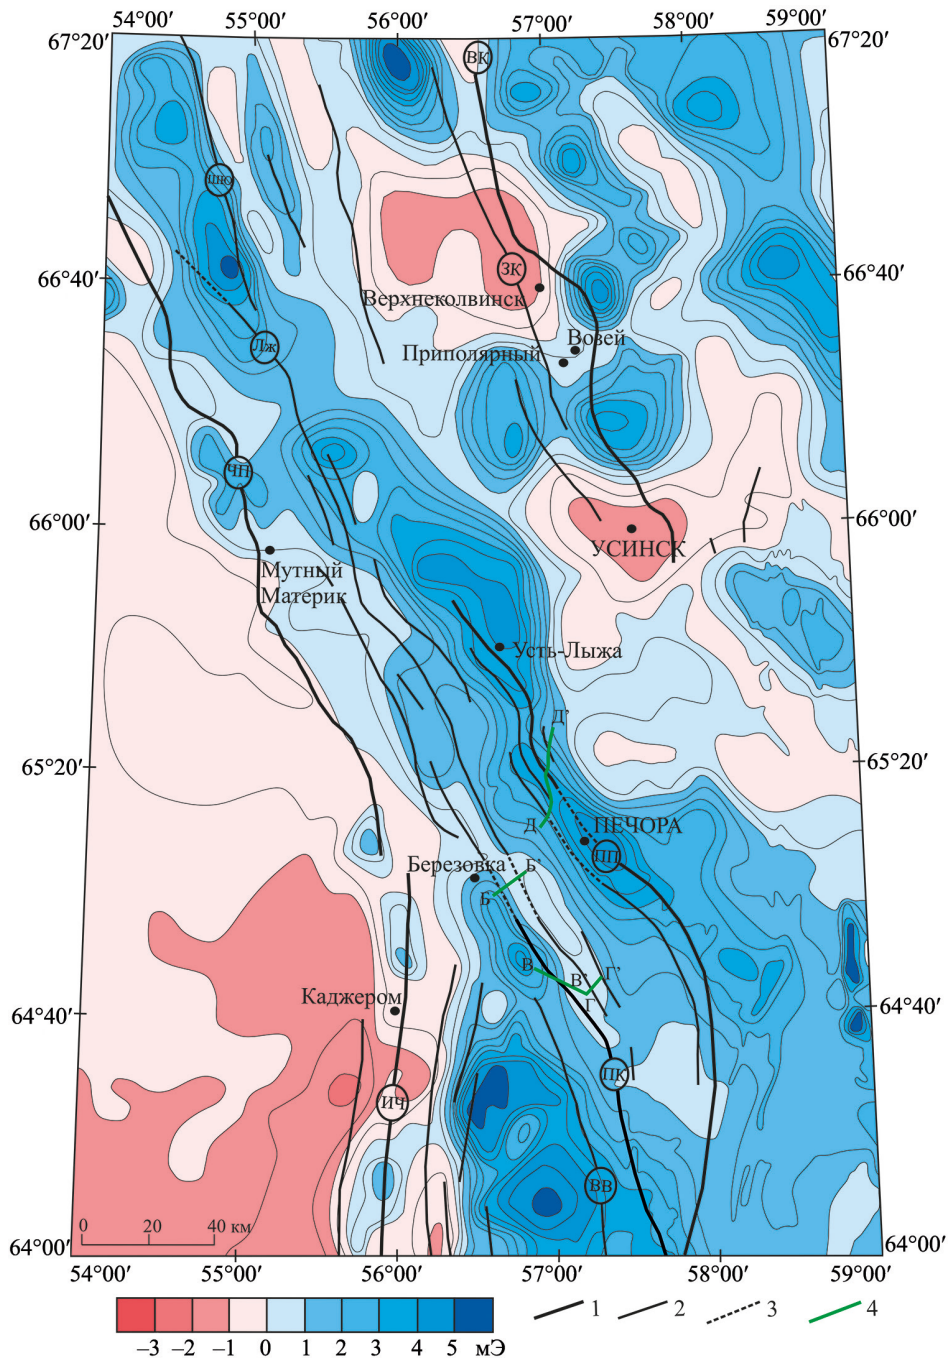 54°00′ 55°00′ 56°00′ 57°00′ 58°00′ 59°00′
67°20′ 67°20′
ВК
ШЮ
66°40′ ЗК 66°40′
Верхнеколвинск
Лж
Возей
Приполярный
ЧП
66°00′ 66°00′
УСИНСК
Мутный
Материк
Усть-Лыжа
Д’
65°20′ 65°20′
Д ПЕЧОРА
ПП
Березовка Б’
Б
В В’ Г’
Г
Каджером
64°40′ 64°40′
ПК
ИЧ
ВВ
0 20 40 км
64°00′ 64°00′
54°00′ 55°00′ 56°00′ 57°00′ 58°00′ 59°00′
1 2 3 4
–3 –2 –1 0 1 2 3 4 5 мЭ